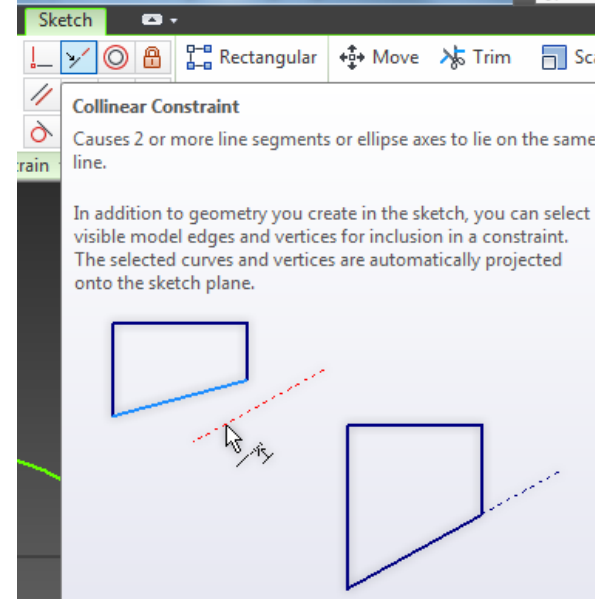 Sketch
Rectangular Move Trim
Collinear Constraint
Causes 2 or more line segments or ellipse axes to lie on the same
line.
In addition to geometry you create in the sketch, you can select
visible model edges and vertices for inclusion in a constraint.
The selected curves and vertices are automatically projected
onto the sketch plane.